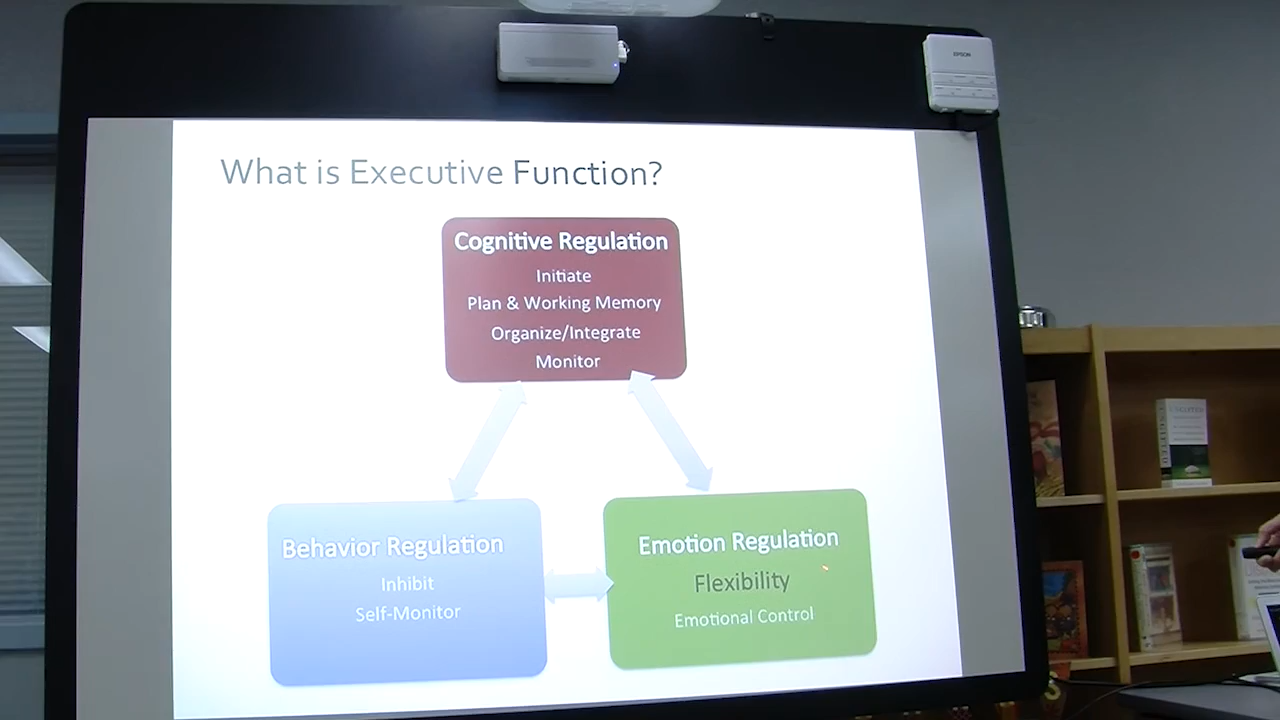 EPSON
What is Executive Function?
Cognitive Regulation
Initiate
Plan & Working Memory
Organize/Integrate
Monitor
Behavior Regulation
Inhibit
Self-Monitor
Emotion Regulation
Flexibility
Emotional Control